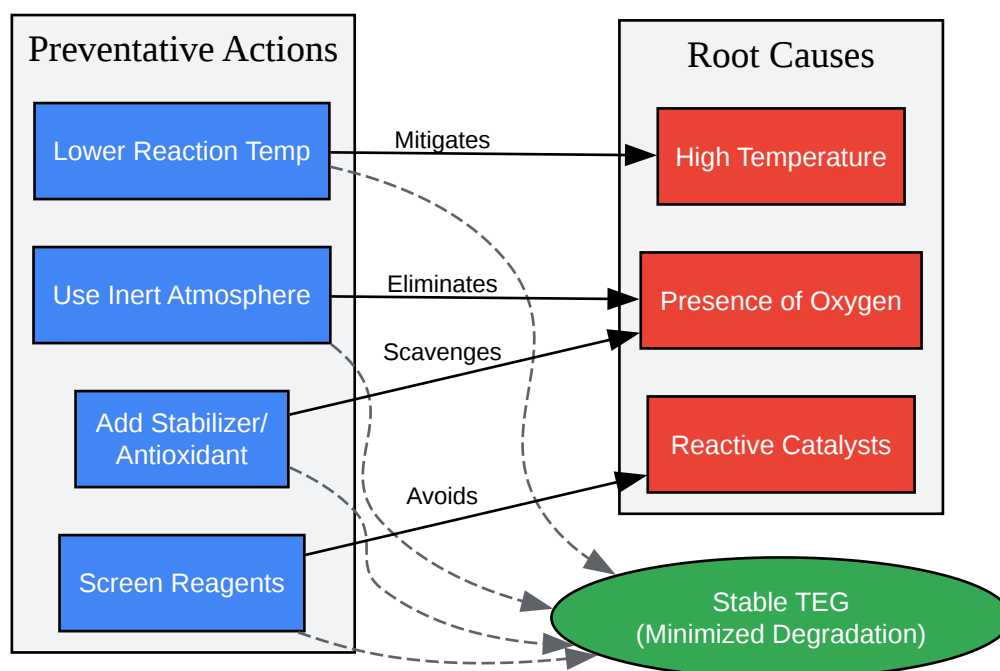 Preventative Actions
Root Causes
Lower Reaction Temp
Mitigates
High Temperature
Use Inert Atmosphere
Eliminates
Presence of Oxygen
Scavenges
Add Stabilizer/
Antioxidant
Reactive Catalysts
Avoids
Screen Reagents
Stable TEG
(Minimized Degradation)